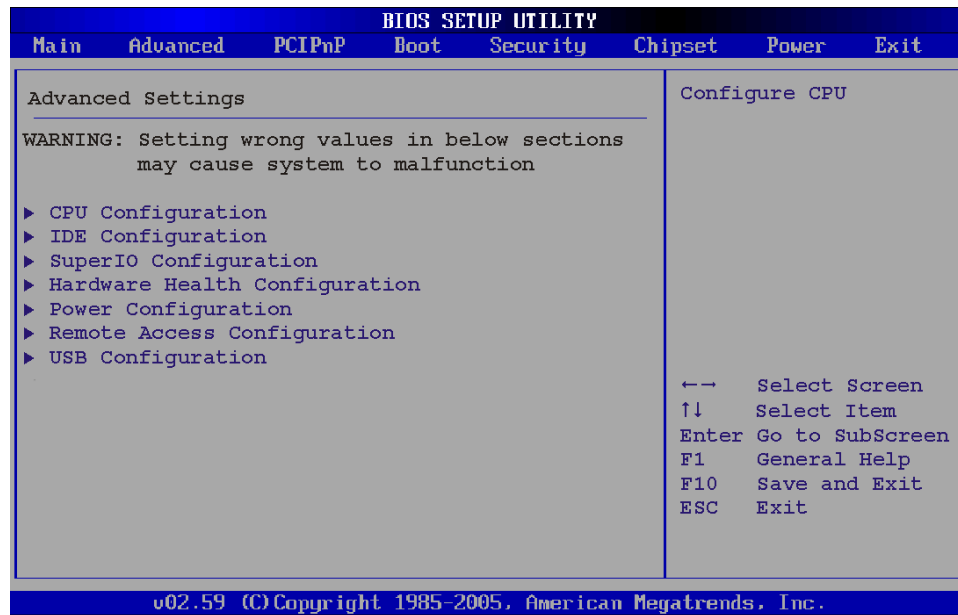 BIOS SETUP UTILITY
Main Advanced PCIPnP Boot Security Chipset Power Exit
Advanced Settings
WARNING: Setting wrong values in below sections
may cause system to malfunction
▶ CPU Configuration
▶ IDE Configuration
▶ SuperIO Configuration
▶ Hardware Health Configuration
▶ Power Configuration
▶ Remote Access Configuration
▶ USB Configuration
Configure CPU
←→ Select Screen
↑↓ Select Item
Enter Go to SubScreen
F1 General Help
F10 Save and Exit
ESC Exit
v02.59 (C)Copyright 1985-2005, American Megatrends, Inc.